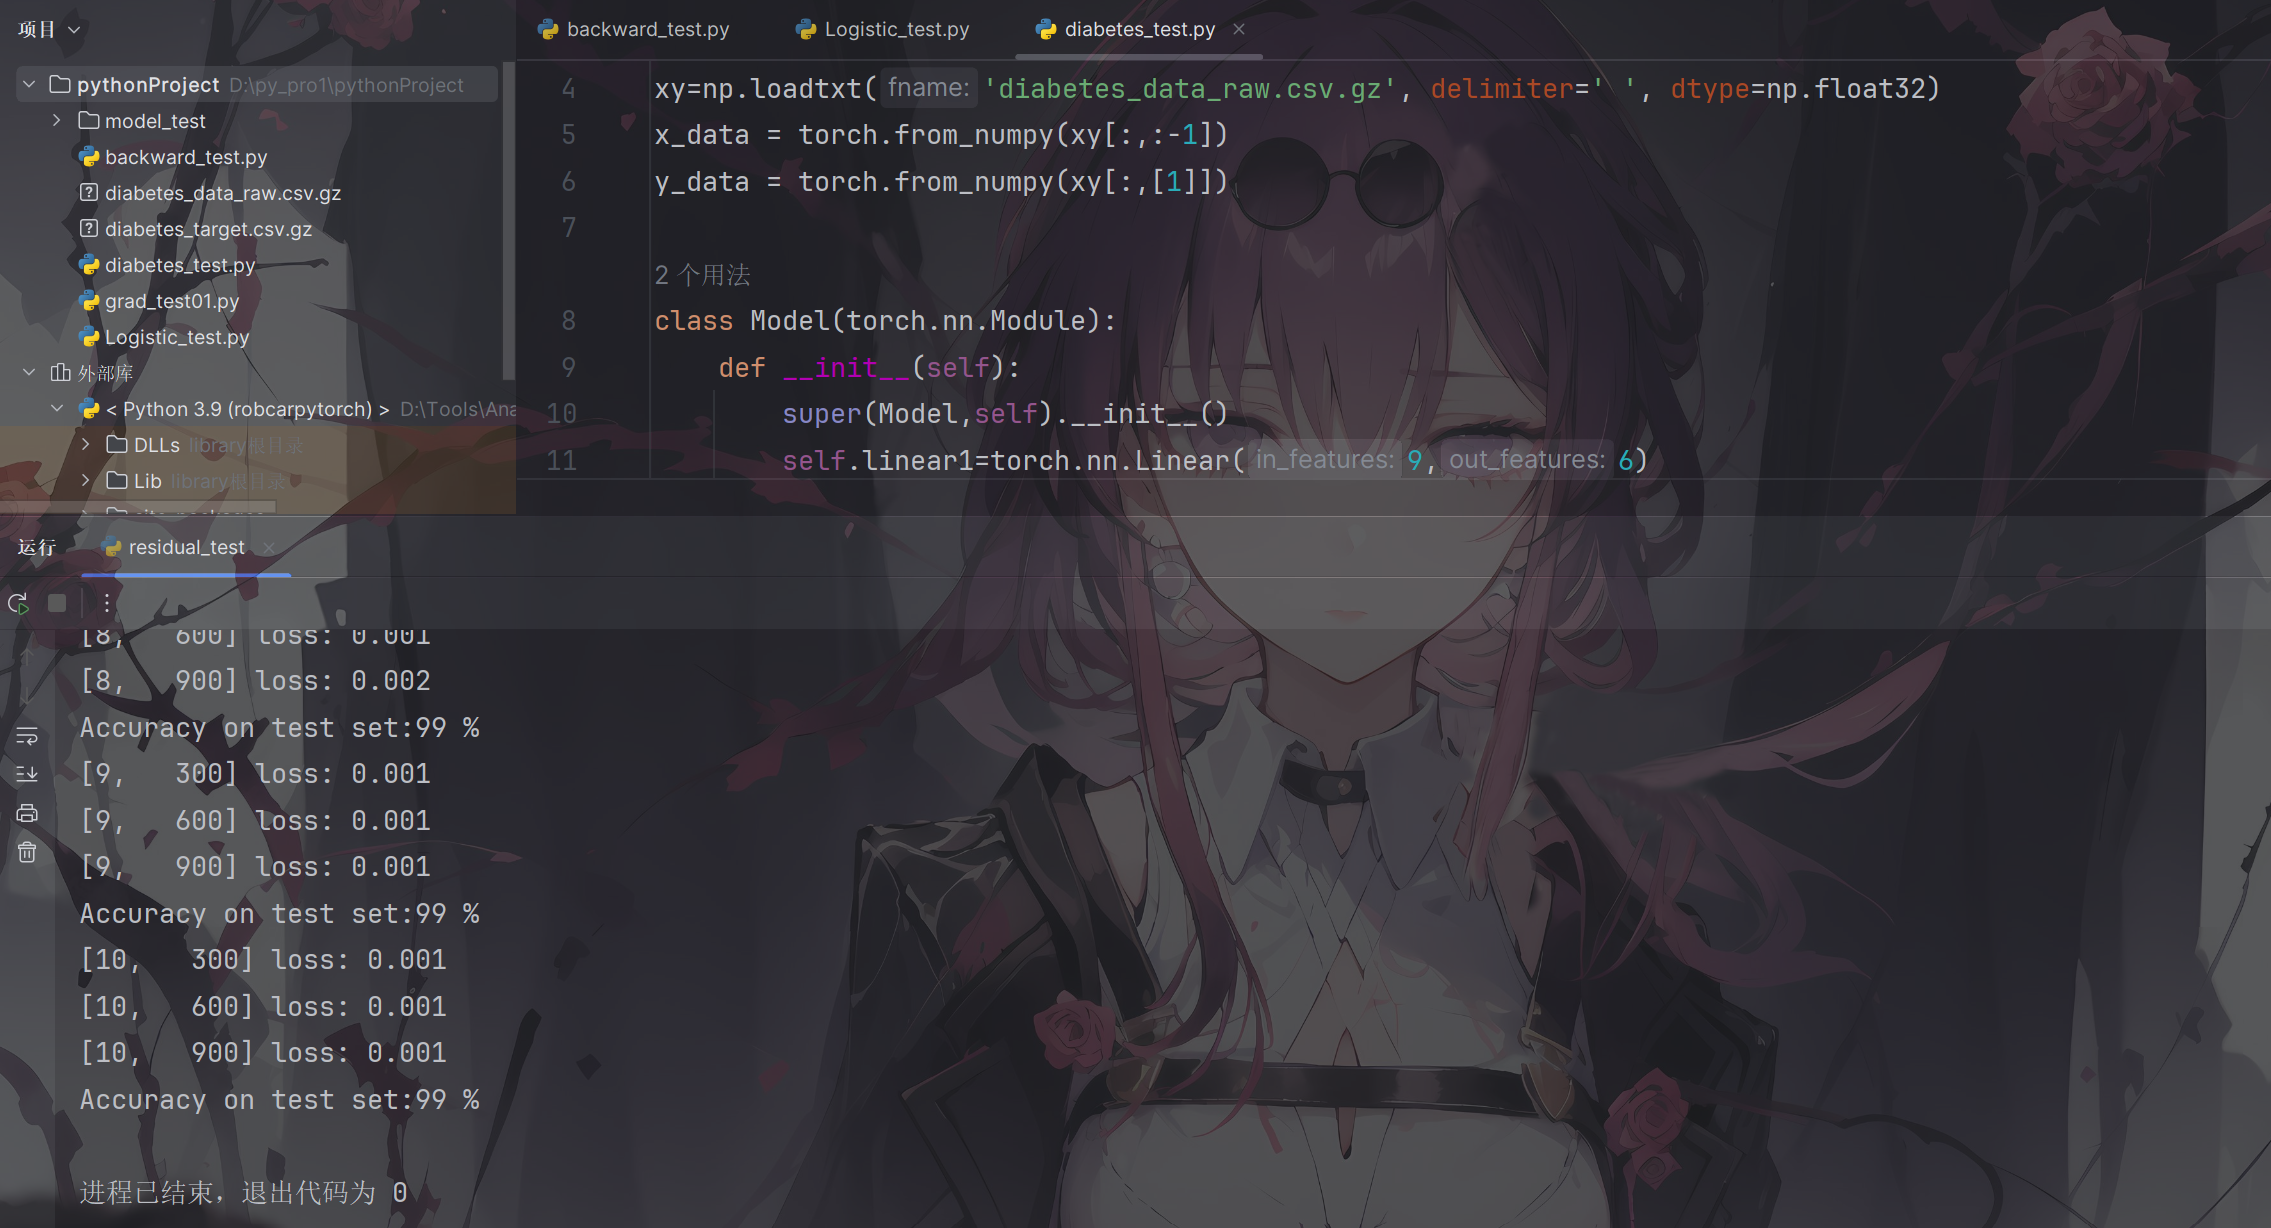 项目
backward_test.py
Logistic_test.py
diabetes_test.py
pythonProject D:\py_pro1\pythonProject
model_test
backward_test.py
diabetes_data_raw.csv.gz
diabetes_target.csv.gz
diabetes_test.py
grad_test01.py
Logistic_test.py
外部库
< Python 3.9 (robcarpytorch) > D:\Tools\Ana
DLLs library根目录
Lib library根目录
4 xy=np.loadtxt( fname: 'diabetes_data_raw.csv.gz', delimiter=' ', dtype=np.float32)
5 x_data = torch.from_numpy(xy[:,:-1])
6 y_data = torch.from_numpy(xy[:,[1]])
7
2 个用法
8 class Model(torch.nn.Module):
9 def __init__(self):
10 super(Model,self).__init__()
11 self.linear1=torch.nn.Linear( in_features: 9, out_features: 6)
运行
residual_test
[8, 600] loss: 0.001
[8, 900] loss: 0.002
Accuracy on test set:99 %
[9, 300] loss: 0.001
[9, 600] loss: 0.001
[9, 900] loss: 0.001
Accuracy on test set:99 %
[10, 300] loss: 0.001
[10, 600] loss: 0.001
[10, 900] loss: 0.001
Accuracy on test set:99 %
进程已结束，退出代码为 0